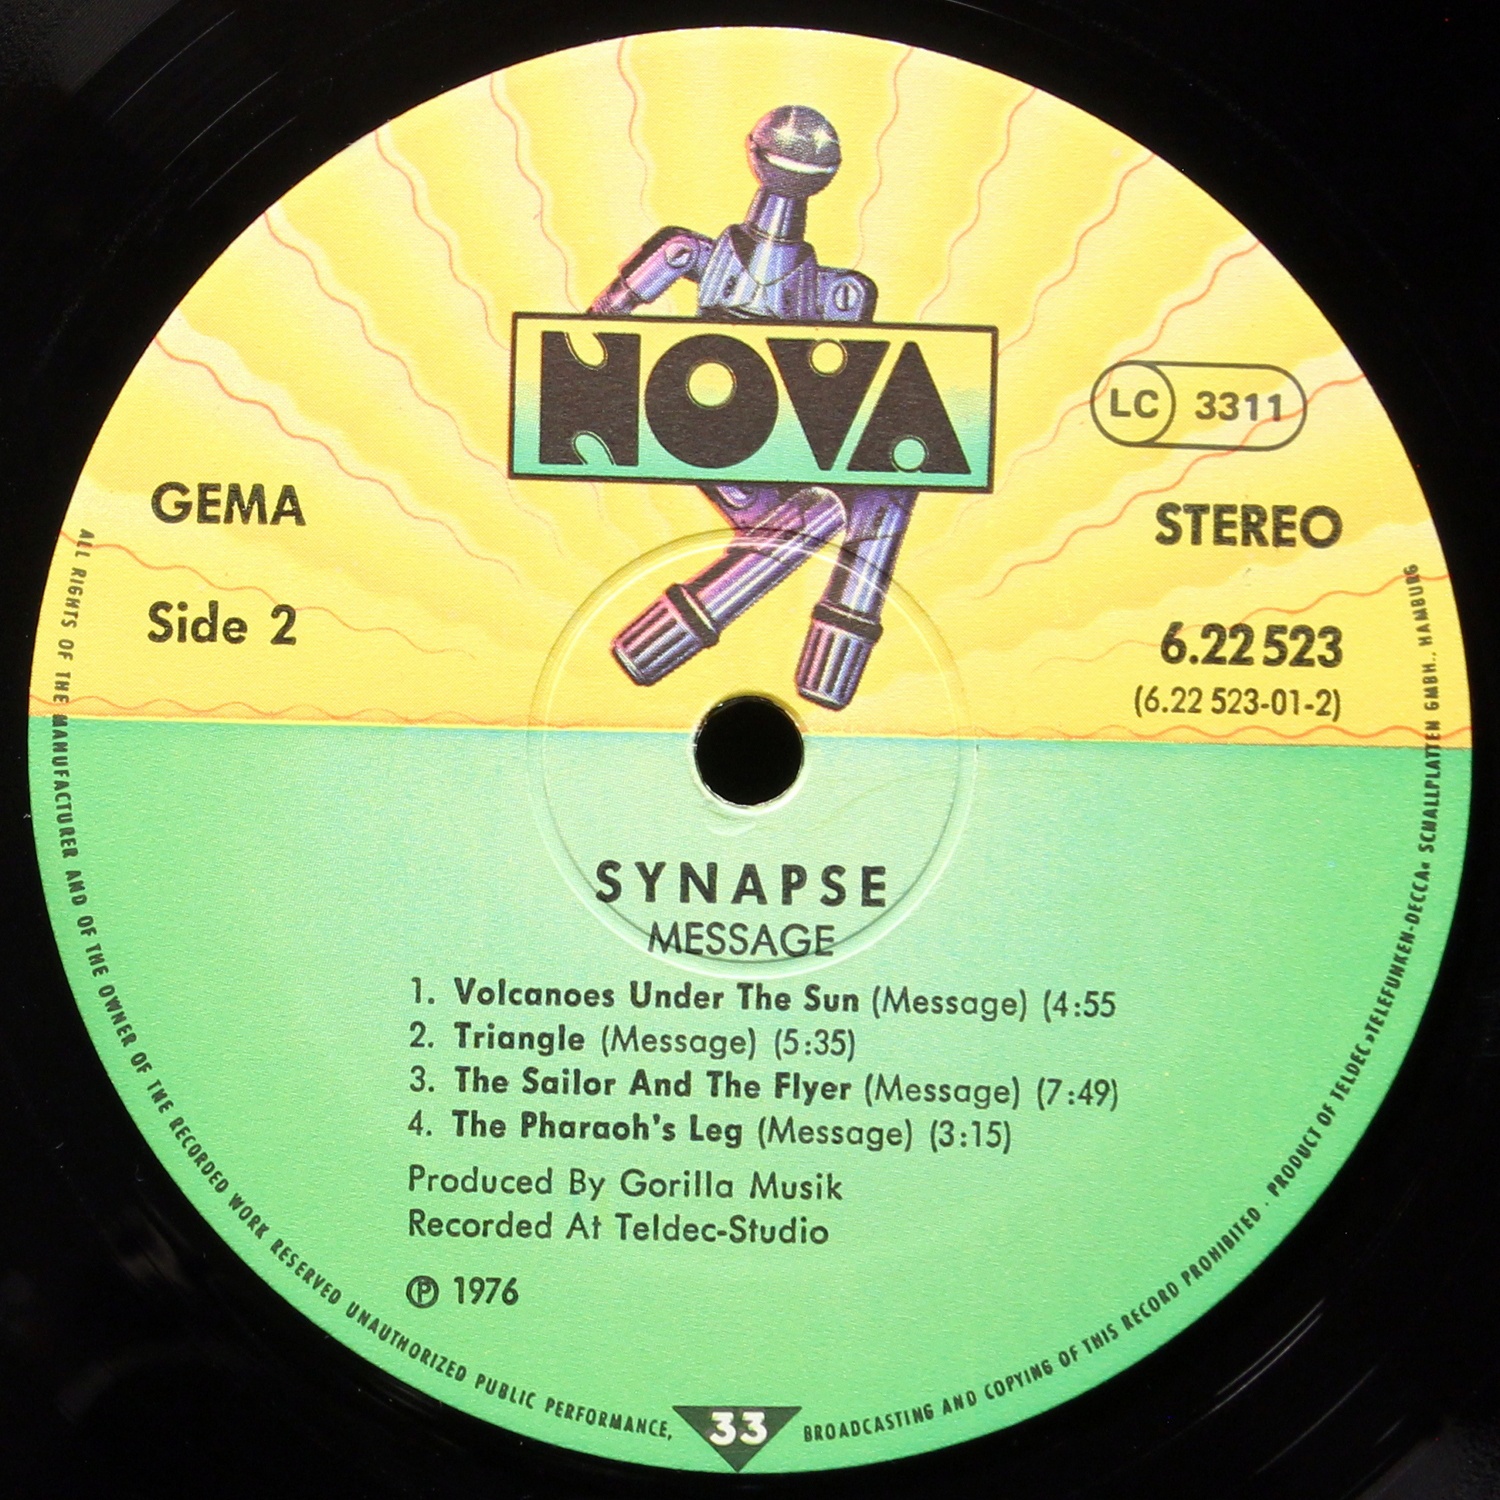 NOVA
LC 3311
GEMA
STEREO
Side 2
6.22 523
(6.22 523-01-2)
SYNAPSE
MESSAGE
1. Volcanoes Under The Sun (Message) (4:55
2. Triangle (Message) (5:35)
3. The Sailor And The Flyer (Message) (7:49)
4. The Pharaoh's Leg (Message) (3:15)
Produced By Gorilla Musik
Recorded At Teldec-Studio
℗ 1976
ALL RIGHTS OF THE MANUFACTURER AND OF THE OWNER OF THE RECORDED WORK RESERVED UNAUTHORIZED PUBLIC PERFORMANCE, BROADCASTING AND COPYING OF THIS RECORD PROHIBITED · PRODUCT OF TELDEC »TELEFUNKEN-DECCA« SCHALLPLATTEN GMBH., HAMBURG
33